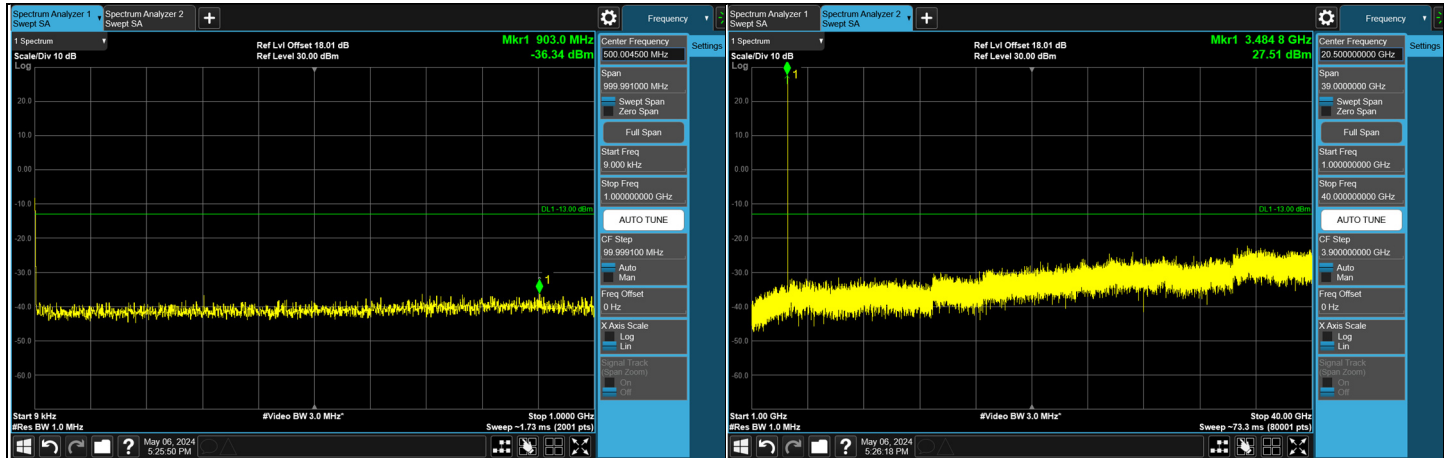 Spectrum Analyzer 1
Swept SA
Spectrum Analyzer 2
Swept SA
+
Frequency
1 Spectrum
Scale/Div 10 dB
Log
Ref Lvl Offset 18.01 dB
Ref Level 30.00 dBm
Mkr1 903.0 MHz
-36.34 dBm
1
20.0
10.0
0.00
-10.0
DL1 -13.00 dBm
-20.0
-30.0
-40.0
-50.0
-60.0
Start 9 kHz
#Res BW 1.0 MHz
#Video BW 3.0 MHz*
Stop 1.0000 GHz
Sweep ~1.73 ms (2001 pts)
Center Frequency
500.004500 MHz
Settings
Span
999.991000 MHz
Swept Span
Zero Span
Full Span
Start Freq
9.000 kHz
Stop Freq
1.000000000 GHz
AUTO TUNE
CF Step
99.999100 MHz
Auto
Man
Freq Offset
0 Hz
X Axis Scale
Log
Lin
Signal Track
(Span Zoom)
On
Off
?
May 06, 2024
5:25:50 PM
Spectrum Analyzer 1
Swept SA
Spectrum Analyzer 2
Swept SA
+
Frequency
1 Spectrum
Scale/Div 10 dB
Log
Ref Lvl Offset 18.01 dB
Ref Level 30.00 dBm
Mkr1 3.484 8 GHz
27.51 dBm
1
20.0
10.0
0.00
-10.0
DL1 -13.00 dBm
-20.0
-30.0
-40.0
-50.0
-60.0
Start 1.00 GHz
#Res BW 1.0 MHz
#Video BW 3.0 MHz*
Stop 40.00 GHz
Sweep ~73.3 ms (80001 pts)
Center Frequency
20.500000000 GHz
Settings
Span
39.0000000 GHz
Swept Span
Zero Span
Full Span
Start Freq
1.000000000 GHz
Stop Freq
40.000000000 GHz
AUTO TUNE
CF Step
3.900000000 GHz
Auto
Man
Freq Offset
0 Hz
X Axis Scale
Log
Lin
Signal Track
(Span Zoom)
On
Off
?
May 06, 2024
5:26:18 PM